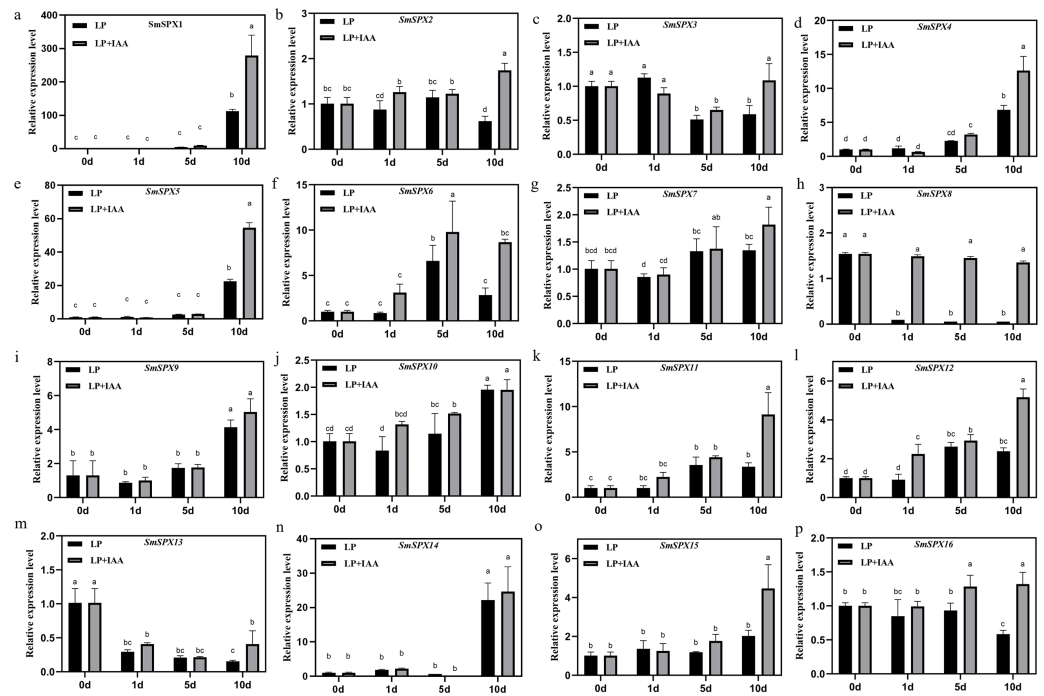 a
SmSPX1
LP
LP+IAA
Relative expression level
400
300
200
100
0
c c c c c c b a
0d 1d 5d 10d
b
SmSPX2
LP
LP+IAA
Relative expression level
3
2
1
0
bc bc cd b bc b d a
0d 1d 5d 10d
c
SmSPX3
LP
LP+IAA
Relative expression level
2.0
1.5
1.0
0.5
0.0
a a a a b b b a
0d 1d 5d 10d
d
SmSPX4
LP
LP+IAA
Relative expression level
20
15
10
5
0
d d d d cd c b a
0d 1d 5d 10d
e
SmSPX5
LP
LP+IAA
Relative expression level
80
60
40
20
0
c c c c c c b a
0d 1d 5d 10d
f
SmSPX6
LP
LP+IAA
Relative expression level
15
10
5
0
c c c c b a c bc
0d 1d 5d 10d
g
SmSPX7
LP
LP+IAA
Relative expression level
2.5
2.0
1.5
1.0
0.5
0.0
bcd bcd d cd bc ab bc a
0d 1d 5d 10d
h
SmSPX8
LP
LP+IAA
Relative expression level
3
2
1
0
a a b a b a b a
0d 1d 5d 10d
i
SmSPX9
LP
LP+IAA
Relative expression level
8
6
4
2
0
b b b b b b a a
0d 1d 5d 10d
j
SmSPX10
LP
LP+IAA
Relative expression level
2.5
2.0
1.5
1.0
0.5
0.0
cd cd d bcd bc b a a
0d 1d 5d 10d
k
SmSPX11
LP
LP+IAA
Relative expression level
15
10
5
0
c c bc bc b b b a
0d 1d 5d 10d
l
SmSPX12
LP
LP+IAA
Relative expression level
6
4
2
0
d d d c bc b bc a
0d 1d 5d 10d
m
SmSPX13
LP
LP+IAA
Relative expression level
2.0
1.5
1.0
0.5
0.0
a a bc b bc bc c b
0d 1d 5d 10d
n
SmSPX14
LP
LP+IAA
Relative expression level
40
30
20
10
0
b b b b b b a a
0d 1d 5d 10d
o
SmSPX15
LP
LP+IAA
Relative expression level
6
4
2
0
b b b b b b b a
0d 1d 5d 10d
p
SmSPX16
LP
LP+IAA
Relative expression level
2.0
1.5
1.0
0.5
0.0
b b bc b b a c a
0d 1d 5d 10d